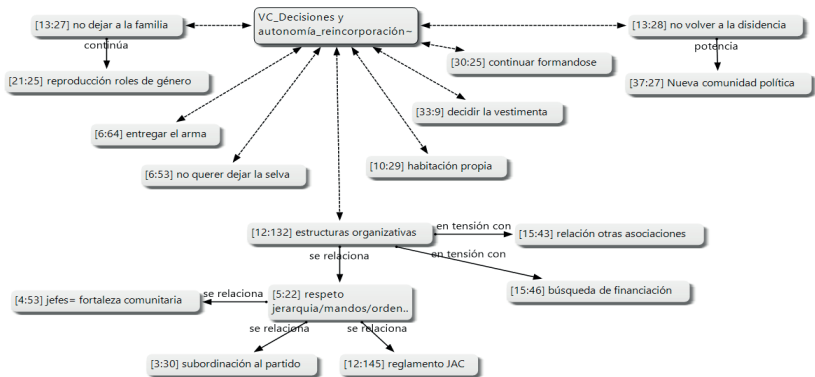 [13:27] no dejar a la familia
VC_Decisiones y
autonomía_reincorporación~
[13:28] no volver a la disidencia
continúa
potencia
[30:25] continuar formandose
[21:25] reproducción roles de género
[37:27] Nueva comunidad política
[33:9] decidir la vestimenta
[6:64] entregar el arma
[10:29] habitación propia
[6:53] no querer dejar la selva
[12:132] estructuras organizativas
en tensión con
[15:43] relación otras asociaciones
se relaciona
en tensión con
[15:46] búsqueda de financiación
[4:53] jefes= fortaleza comunitaria
se relaciona
[5:22] respeto
jerarquia/mandos/orden..
se relaciona
se relaciona
[3:30] subordinación al partido
[12:145] reglamento JAC